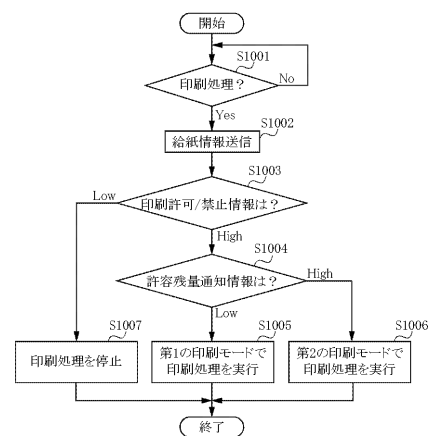 開始
S1001
印刷処理？
No
Yes
S1002
給紙情報送信
S1003
印刷許可/禁止情報は？
Low
High
S1004
許容残量通知情報は？
High
Low
S1007
印刷処理を停止
S1005
第1の印刷モードで
印刷処理を実行
S1006
第2の印刷モードで
印刷処理を実行
終了